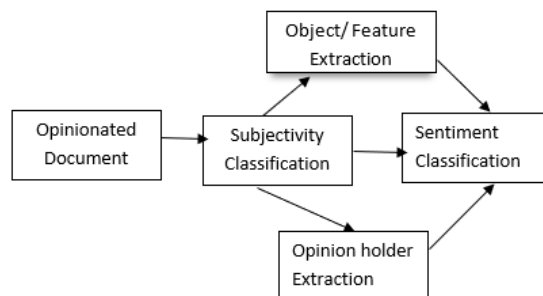 Object/ Feature
Extraction
Opinionated
Document
Subjectivity
Classification
Sentiment
Classification
Opinion holder
Extraction